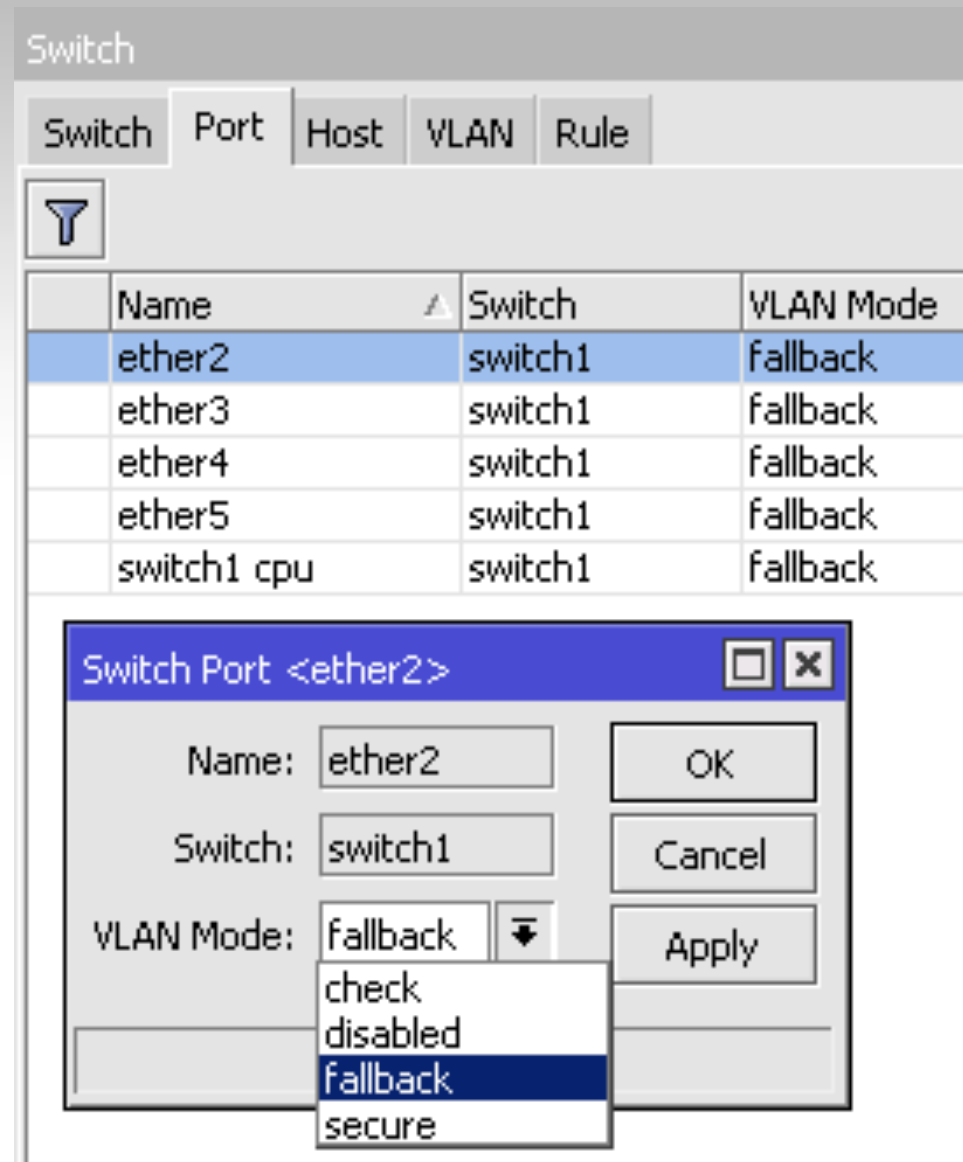 Switch
Switch Port Host VLAN Rule
Name Switch VLAN Mode
ether2 switch1 fallback
ether3 switch1 fallback
ether4 switch1 fallback
ether5 switch1 fallback
switch1 cpu switch1 fallback
Switch Port <ether2>
Name: ether2 OK
Switch: switch1 Cancel
VLAN Mode: fallback Apply
check
disabled
fallback
secure